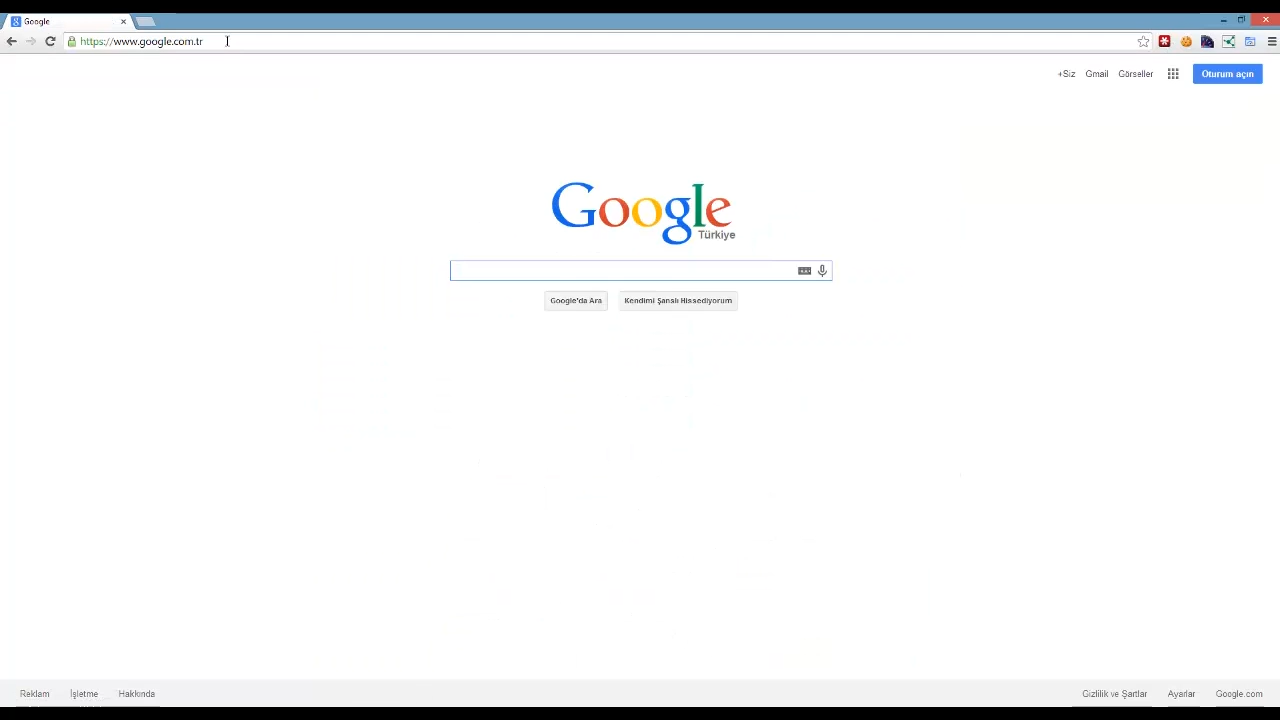 Google
https://www.google.com.tr
+Siz Gmail Görseller Oturum açın
Google
Türkiye
Google'da Ara Kendimi Şanslı Hissediyorum
Reklam İşletme Hakkında Gizlilik ve Şartlar Ayarlar Google.com